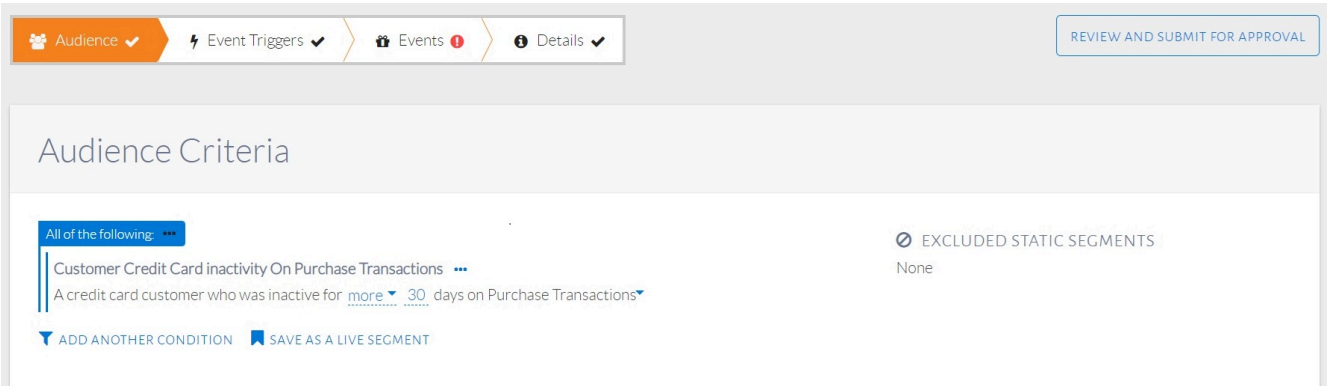 Audience Event Triggers Events Details
REVIEW AND SUBMIT FOR APPROVAL
Audience Criteria
All of the following:
Customer Credit Card inactivity On Purchase Transactions
A credit card customer who was inactive for more 30 days on Purchase Transactions
ADD ANOTHER CONDITION SAVE AS A LIVE SEGMENT
EXCLUDED STATIC SEGMENTS
None